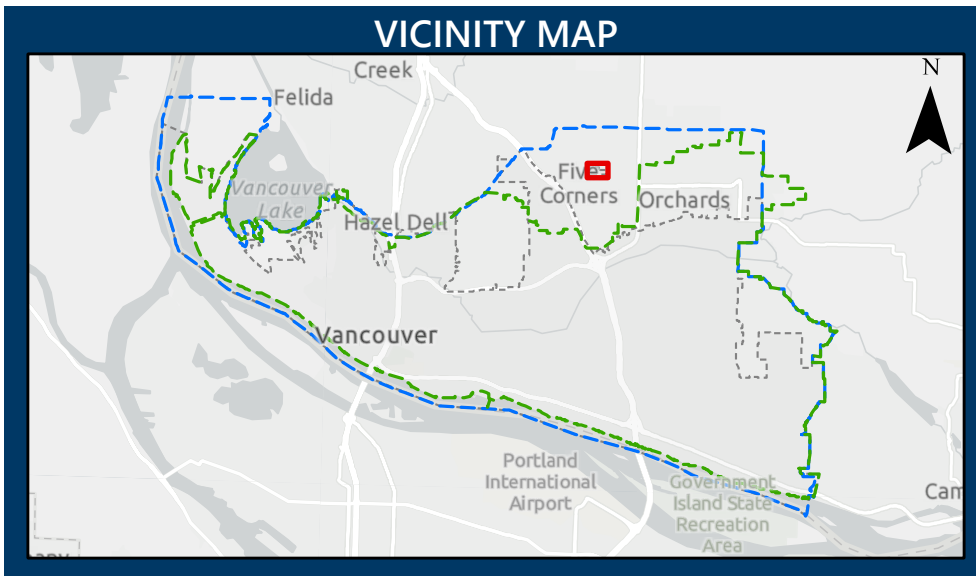 VICINITY MAP
N
Creek
Felida
Vancouver
Lake
Five
Corners
Orchards
Hazel Dell
Vancouver
Portland
International
Airport
Government
Island State
Recreation
Area
Cam